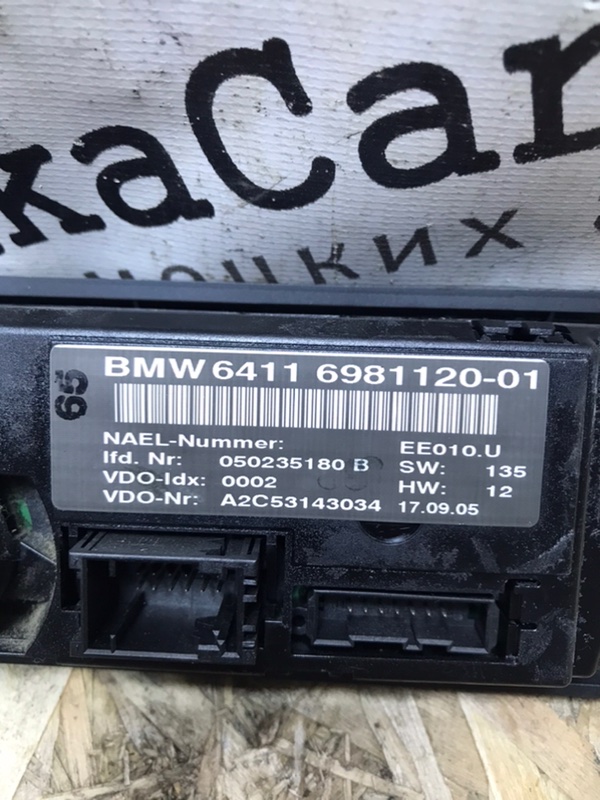 kaCar
BMW 6411 6981120-01
65
NAEL-Nummer: EE010.U
lfd. Nr: 050235180 B SW: 135
VDO-Idx: 0002 HW: 12
VDO-Nr: A2C53143034 17.09.05